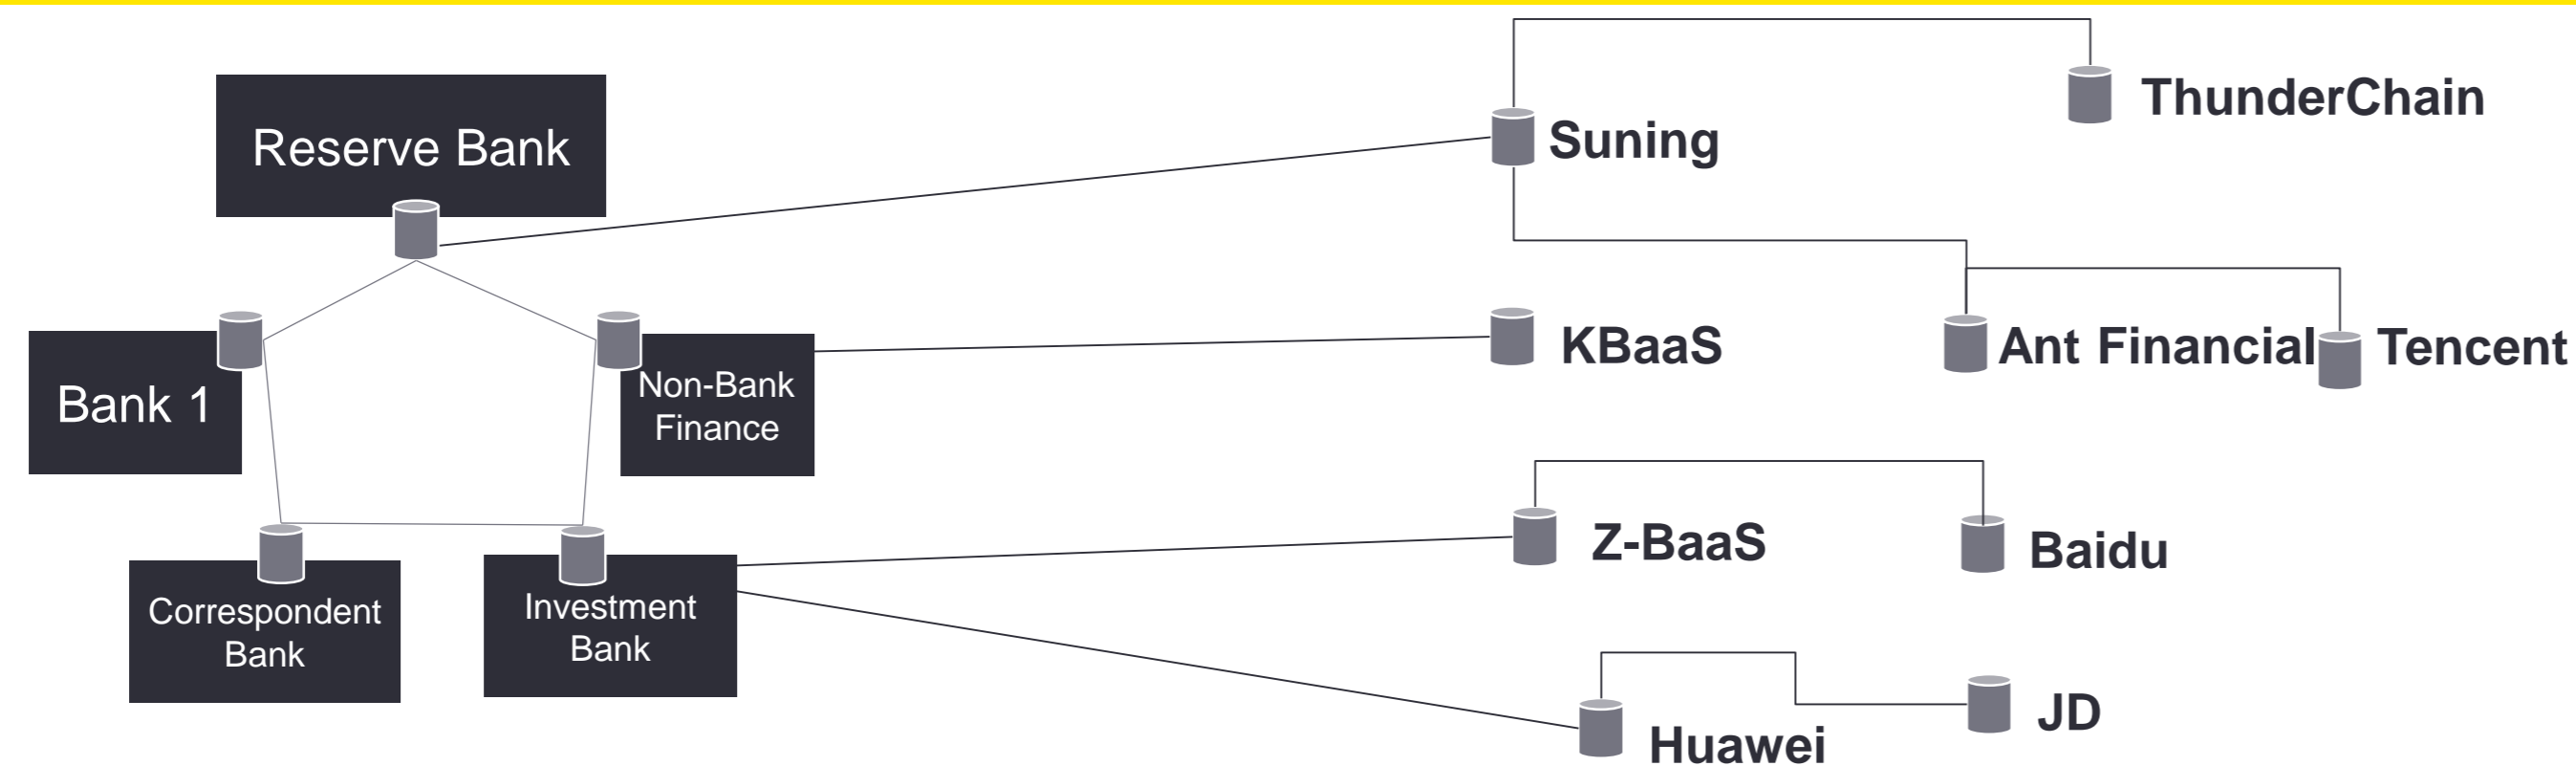 Reserve Bank
Bank 1
Non-Bank
Finance
Correspondent
Bank
Investment
Bank
ThunderChain
Suning
KBaaS
Ant Financial
Tencent
Z-BaaS
Baidu
Huawei
JD